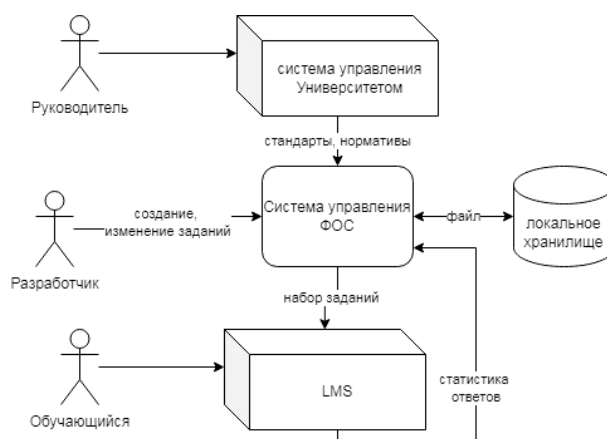 система управления
Университетом
Руководитель
стандарты, нормативы
Система управления
ФОС
создание,
изменение заданий
файл
локальное
хранилище
Разработчик
набор заданий
LMS
статистика
ответов
Обучающийся